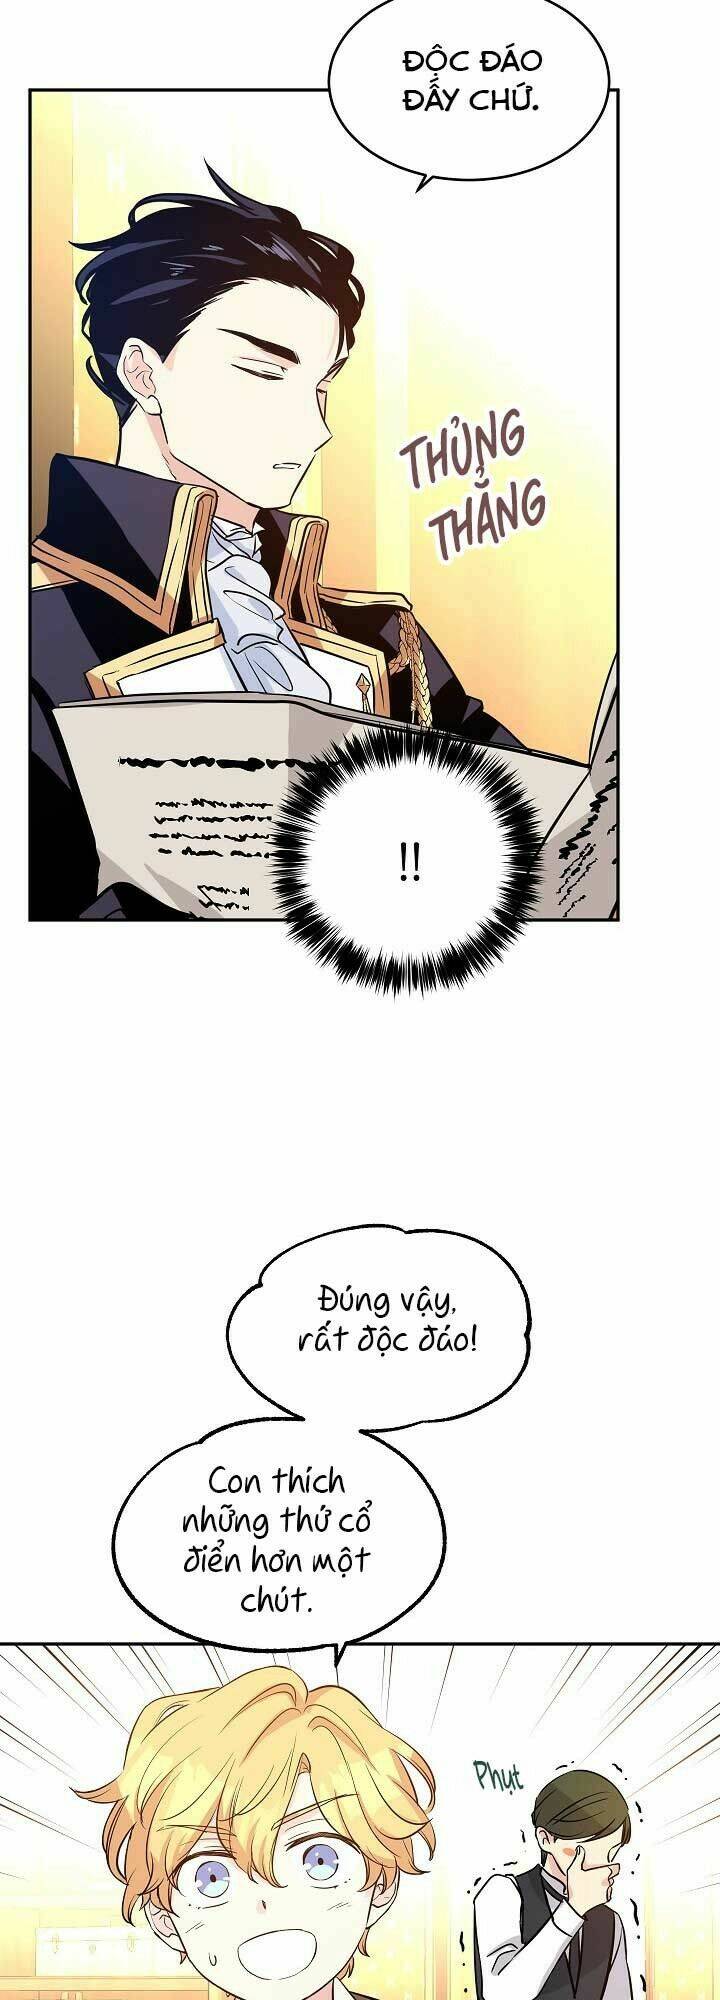 ĐỘC ĐÁO
ĐẤY CHỨ.
THỦNG
THẲNG
!!
Đúng vậy,
rất độc đáo!
Con thích
những thứ cổ
điển hơn một
chút.
Phụt